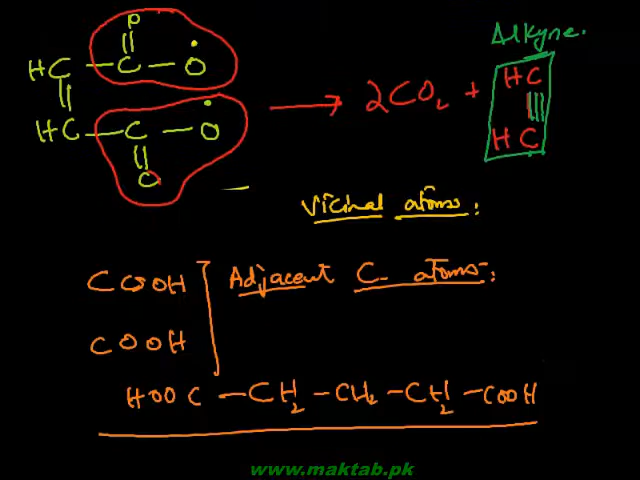 Alkyne.
O
HC — C — O
HC — C — O
O
→ 2CO₂ +
HC
HC
Vicinal atoms:
COOH
COOH
Adjacent C- atoms:
HOOC — CH₂ — CH₂ — CH₂ — COOH
www.maktab.pk